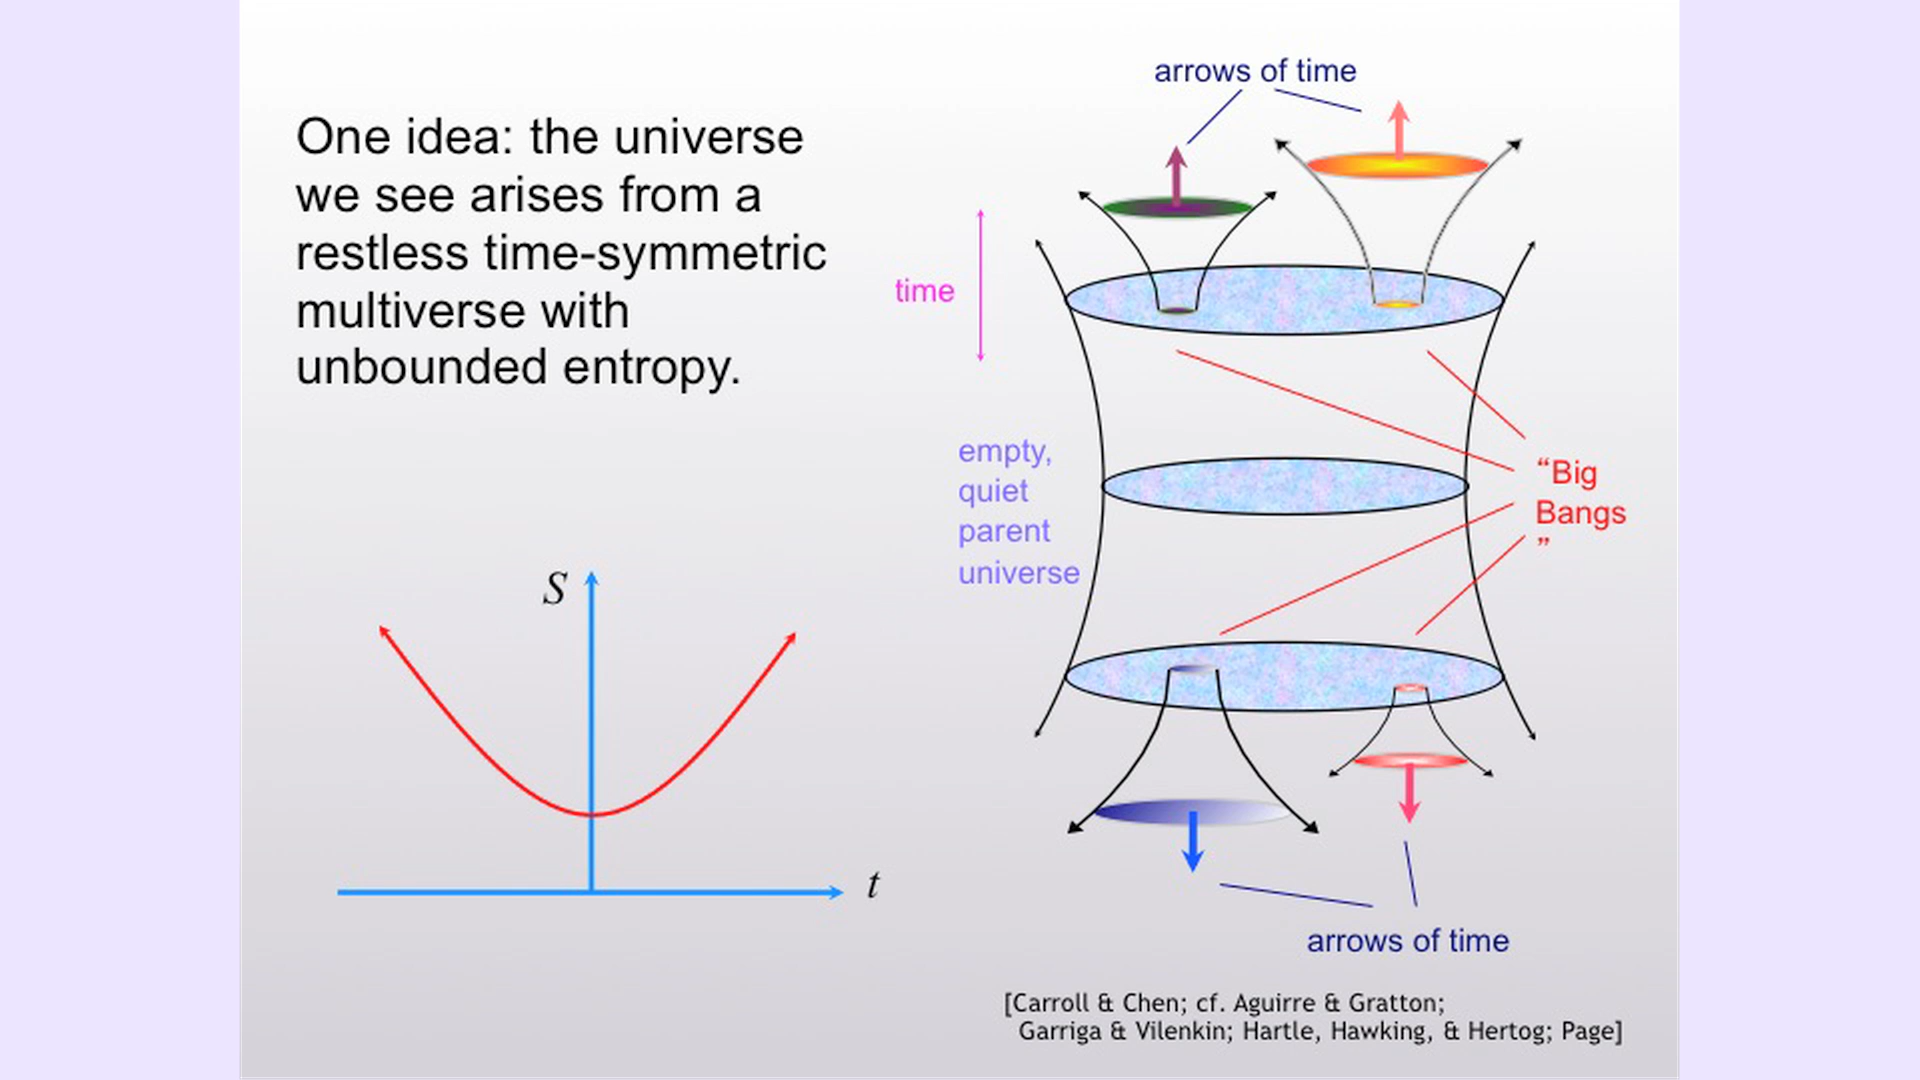 One idea: the universe
we see arises from a
restless time-symmetric
multiverse with
unbounded entropy.
S
t
arrows of time
time
empty,
quiet
parent
universe
“Big
Bangs
”
arrows of time
[Carroll & Chen; cf. Aguirre & Gratton;
Garriga & Vilenkin; Hartle, Hawking, & Hertog; Page]